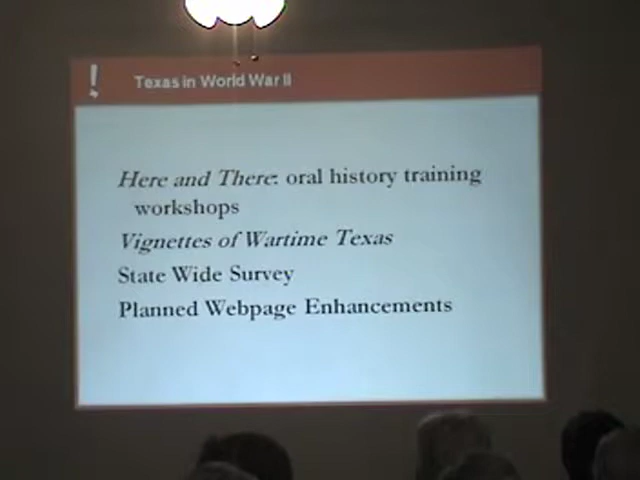 !
Texas in World War II
Here and There: oral history training
workshops
Vignettes of Wartime Texas
State Wide Survey
Planned Webpage Enhancements